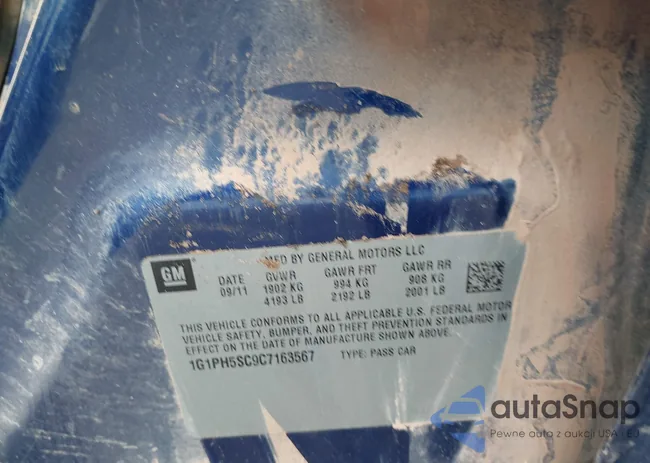 GM
MFD BY GENERAL MOTORS LLC
DATE GVWR GAWR FRT GAWR RR
09/11 1902 KG 994 KG 908 KG
4193 LB 2192 LB 2001 LB
THIS VEHICLE CONFORMS TO ALL APPLICABLE U.S. FEDERAL MOTOR
VEHICLE SAFETY, BUMPER, AND THEFT PREVENTION STANDARDS IN
EFFECT ON THE DATE OF MANUFACTURE SHOWN ABOVE.
1G1PH5SC9C7163567 TYPE: PASS CAR
autaSnap
Pewne auto z aukcji USA i EU